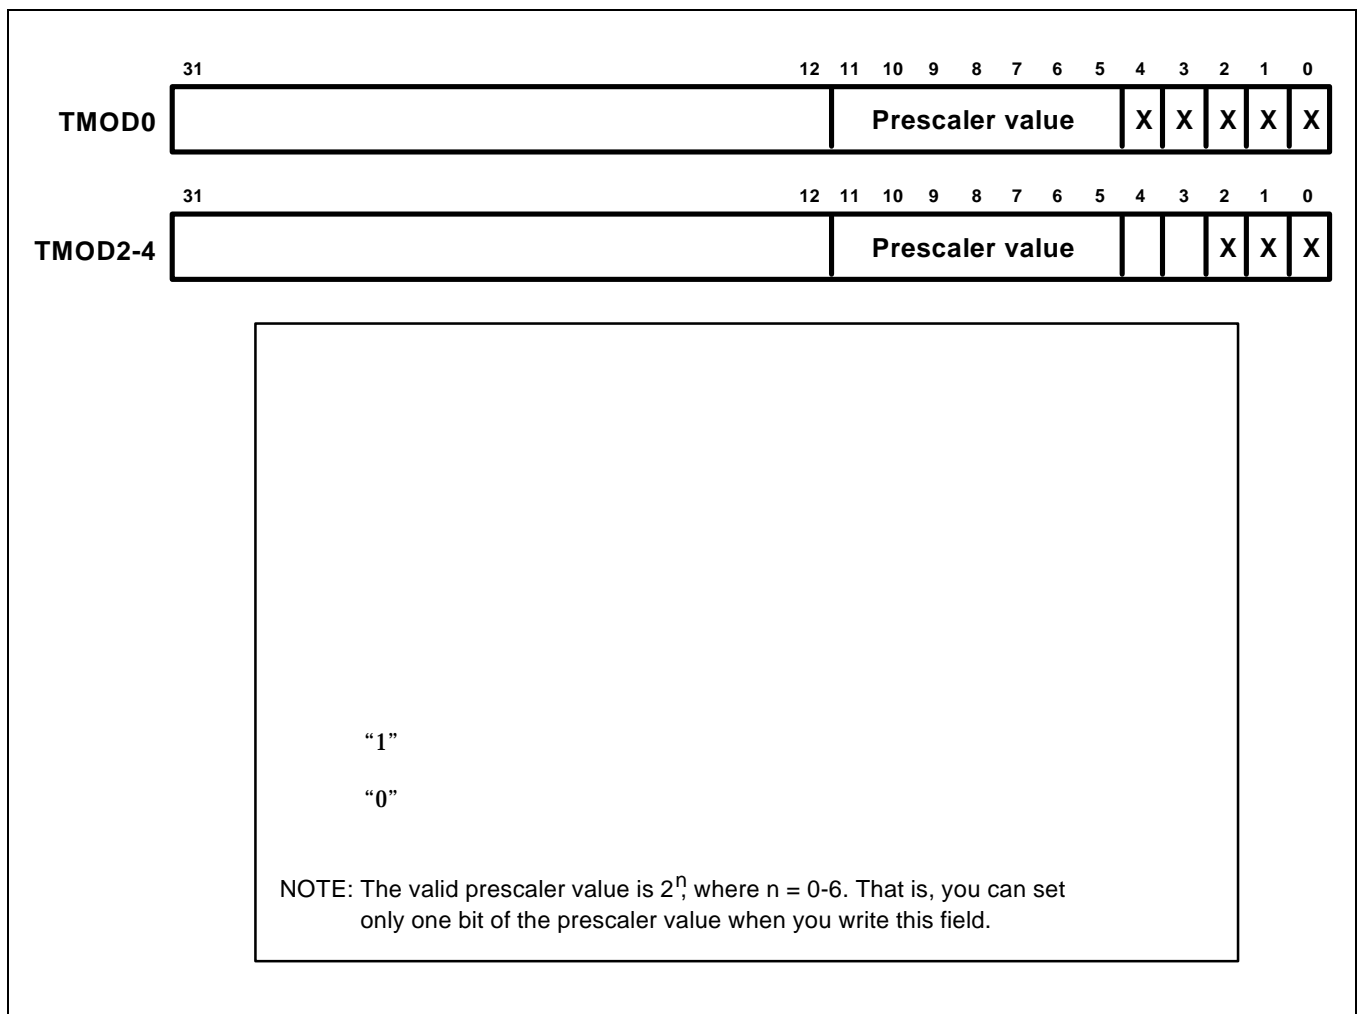 31 12 11 10 9 8 7 6 5 4 3 2 1 0
TMOD0 Prescaler value X X X X X
31 12 11 10 9 8 7 6 5 4 3 2 1 0
TMOD2-4 Prescaler value X X X
“1”
“0”
NOTE: The valid prescaler value is 2ⁿ, where n = 0-6. That is, you can set
only one bit of the prescaler value when you write this field.